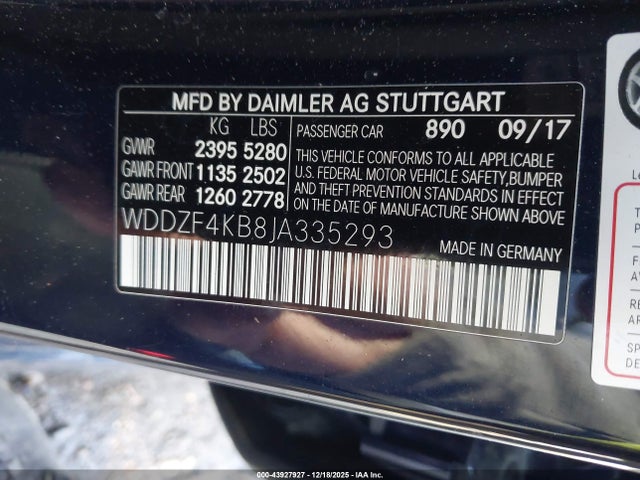 MFD BY DAIMLER AG STUTTGART
KG LBS
GVWR 2395 5280
GAWR FRONT 1135 2502
GAWR REAR 1260 2778
PASSENGER CAR 890 09/17
THIS VEHICLE CONFORMS TO ALL APPLICABLE
U.S. FEDERAL MOTOR VEHICLE SAFETY,BUMPER
AND THEFT PREVENTION STANDARDS IN EFFECT
ON THE DATE OF MANUFACTURE SHOWN ABOVE
WDDZF4KB8JA335293
MADE IN GERMANY
000-43927927 - 12/18/2025 - IAA Inc.